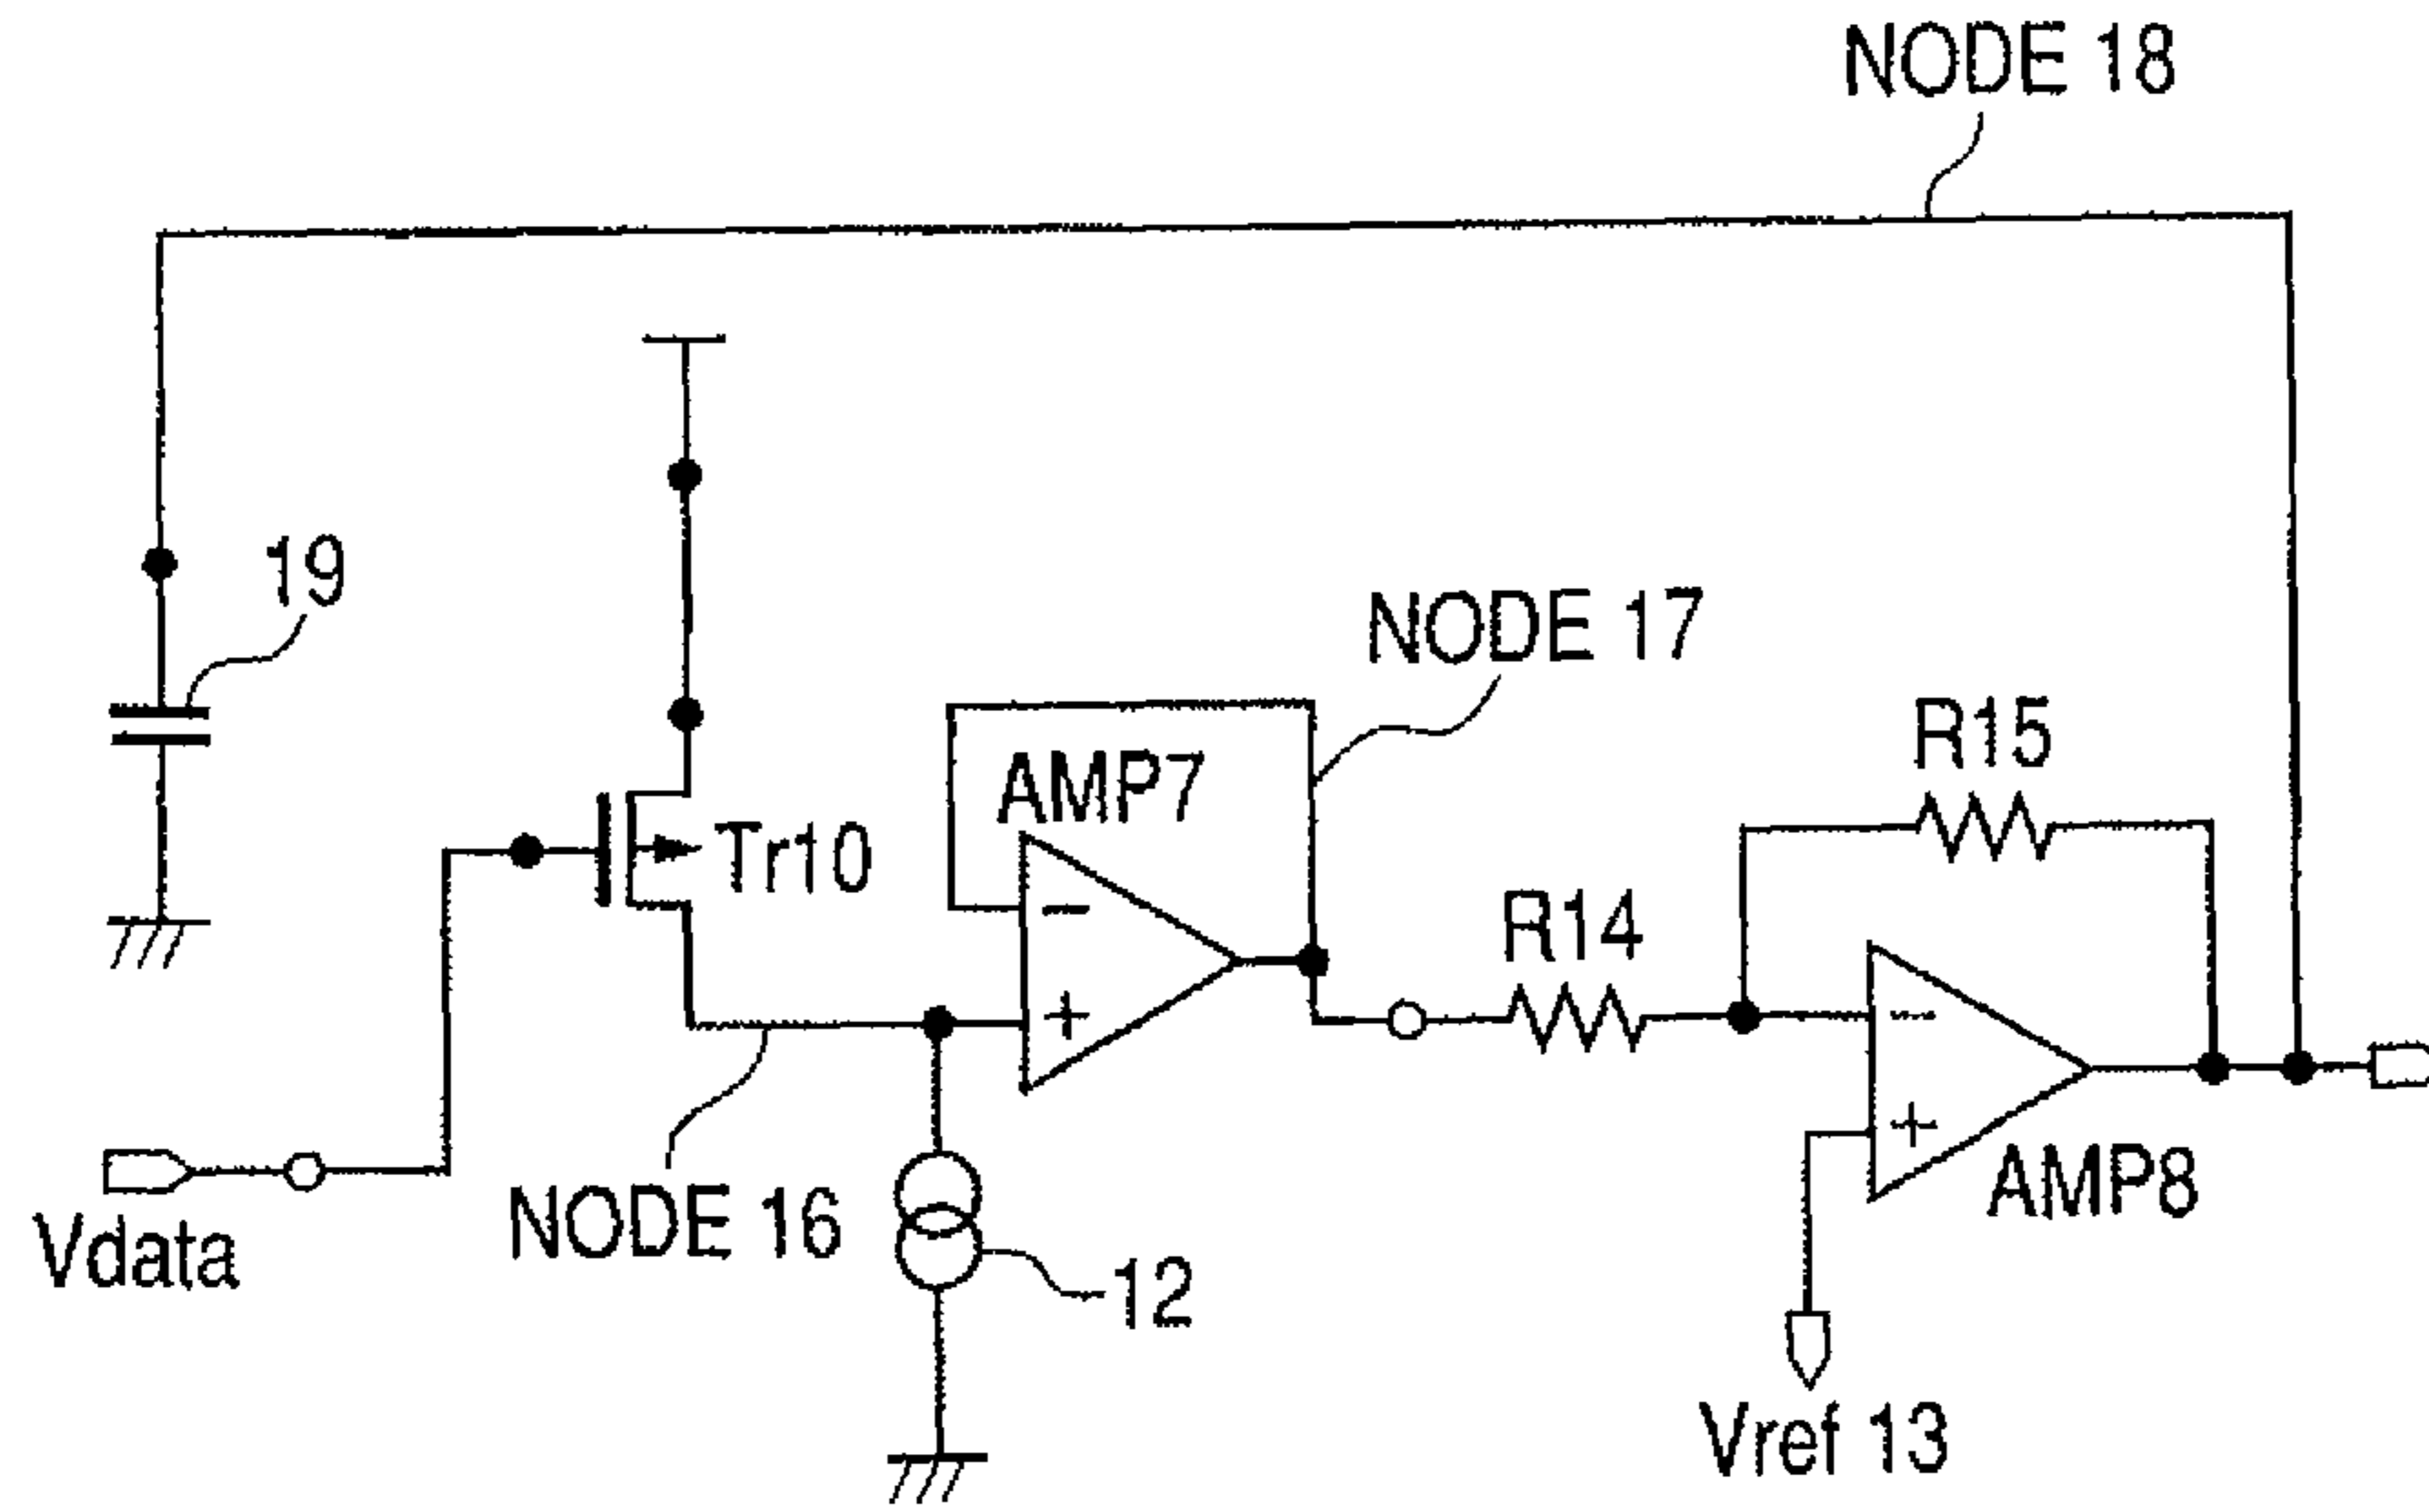 NODE 18
19
NODE 17
R15
AMP7
Tr10
R14
−
+
−
+
AMP8
NODE 16
Vdata
12
Vref 13